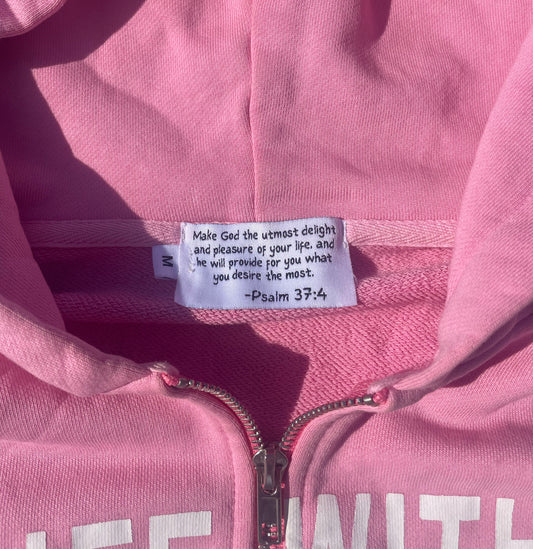 Make God the utmost delight
and pleasure of your life, and
he will provide for you what
you desire the most.
-Psalm 37:4
M
WITH